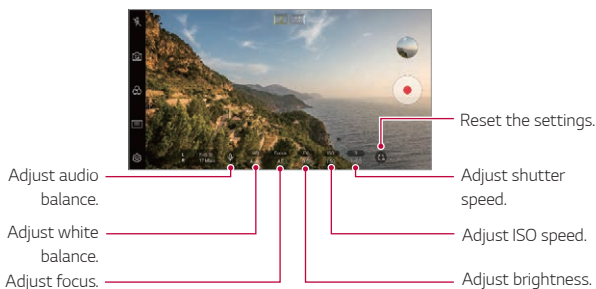 Reset the settings.
Adjust audio
balance.
Adjust shutter
speed.
Adjust white
balance.
Adjust ISO speed.
Adjust focus.
Adjust brightness.